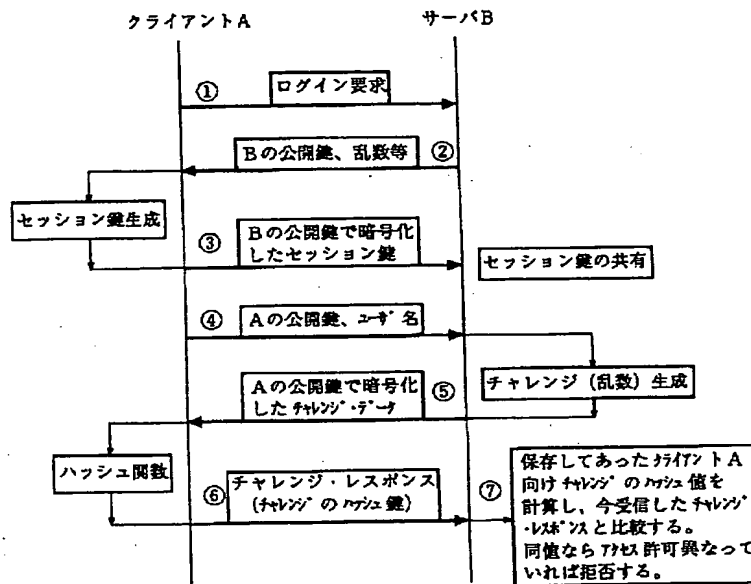 クライアントA
サーバB
①
ログイン要求
Bの公開鍵、乱数等
②
セッション鍵生成
③
Bの公開鍵で暗号化
したセッション鍵
セッション鍵の共有
④
Aの公開鍵、ユーザ名
チャレンジ(乱数)生成
Aの公開鍵で暗号化
したチャレンジ・データ
⑤
ハッシュ関数
⑥
チャレンジ・レスポンス
(チャレンジのハッシュ鍵)
⑦
保存してあったクライアントA
向けチャレンジのハッシュ値を
計算し、今受信したチャレンジ
・レスポンスと比較する。
同値ならアクセス許可異なって
いれば拒否する。